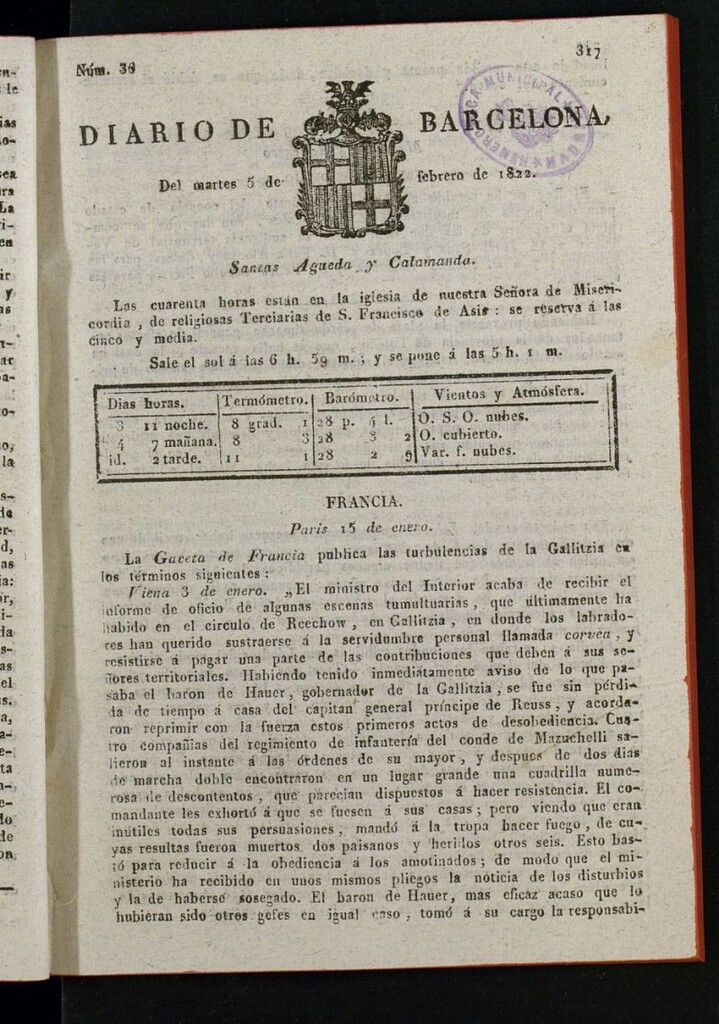 Núm. 36
317
DIARIO DE BARCELONA,
Del martes 5 de febrero de 1822.
Santas Agueda y Calamanda.
Las cuarenta horas están en la iglesia de nuestra Señora de Miseri-
cordia, de religiosas Terciarias de S. Francisco de Asis: se reserva á las
cinco y media.
Sale el sol á las 6 h. 59 m.; y se pone á las 5 h. 1 m.
Dias horas. Termómetro. Barómetro. Vientos y Atmósfera.
3 11 noche. 8 grad. 1 28 p. 4 l. O. S. O. nubes.
4 7 mañana. 8 3 28 3 2 O. cubierto.
id. 2 tarde. 11 1 28 2 9 Var. f. nubes.
FRANCIA.
Paris 15 de enero.
La Gaceta de Francia publica las turbulencias de la Gallitzia en
los términos siguientes:
Viena 3 de enero. „El ministro del Interior acaba de recibir el
informe de oficio de algunas escenas tumultuarias, que últimamente ha
habido en el circulo de Reechow, en Gallitzia, en donde los labrado-
res han querido sustraerse á la servidumbre personal llamada corvea, y
resistirse á pagar una parte de las contribuciones que deben á sus se-
ñores territoriales. Habiendo tenido inmediátamente aviso de lo que pa-
saba el baron de Hauer, gobernador de la Gallitzia, se fue sin pérdi-
da de tiempo á casa del capitan general príncipe de Reuss, y acorda-
ron reprimir con la fuerza estos primeros actos de desobediencia. Cua-
tro compañias del regimiento de infantería del conde de Mazuchelli sa-
lieron al instante á las órdenes de su mayor, y despues de dos dias
de marcha doble encontraron en un lugar grande una cuadrilla nume-
rosa de descontentos, que parecian dispuestos á hacer resistencia. El co-
mandante les exhortó á que se fuesen á sus casas; pero viendo que eran
inútiles todas sus persuasiones, mandó á la tropa hacer fuego, de cu-
yas resultas fueron muertos dos paisanos y heridos otros seis. Esto bas-
tó para reducir á la obediencia á los amotinados; de modo que el mi-
nisterio ha recibido en unos mismos pliegos la noticia de los disturbios
y la de haberse sosegado. El baron de Hauer, mas eficaz acaso que lo
hubieran sido otros gefes en igual caso, tomó á su cargo la responsabi-